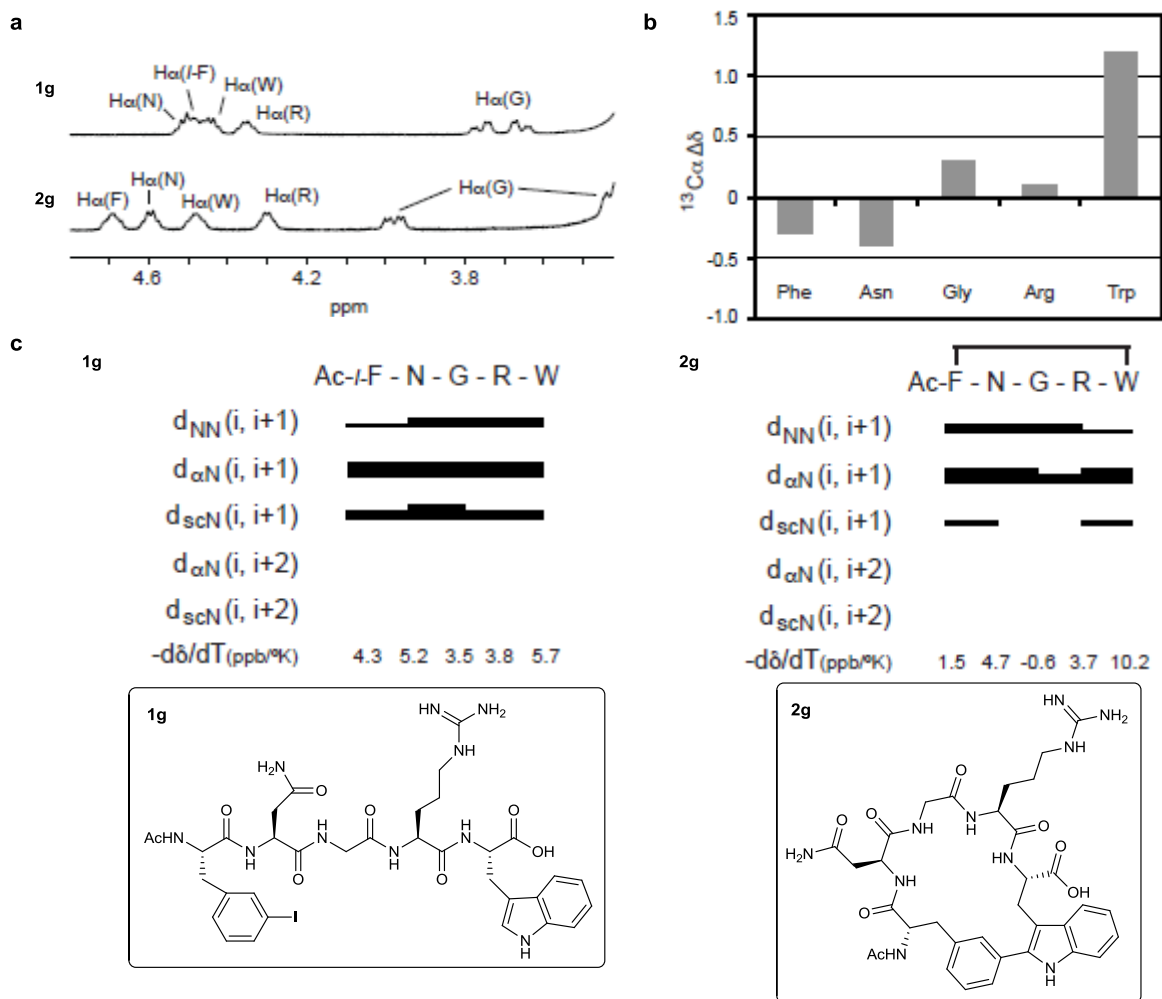 a
1g
Hα(N)
Hα(I-F)
Hα(W)
Hα(R)
Hα(G)
2g
Hα(F)
Hα(N)
Hα(W)
Hα(R)
Hα(G)
4.6 4.2 3.8
ppm
b
13Cα Δδ
1.5
1.0
0.5
0
-0.5
-1.0
Phe Asn Gly Arg Trp
c
1g
Ac-I-F - N - G - R - W
dNN(i, i+1)
dαN(i, i+1)
dscN(i, i+1)
dαN(i, i+2)
dscN(i, i+2)
-dδ/dT(ppb/ºK) 4.3 5.2 3.5 3.8 5.7
2g
Ac-F - N - G - R - W
dNN(i, i+1)
dαN(i, i+1)
dscN(i, i+1)
dαN(i, i+2)
dscN(i, i+2)
-dδ/dT(ppb/ºK) 1.5 4.7 -0.6 3.7 10.2
1g
HN
NH2
NH
H2N
O
O
O
O
O
AcHN
N
H
H
N
O
N
H
O
H
N
OH
I
N
H
2g
HN
NH2
NH
O
O
H2N
O
O
NH
HN
O
HN
O
OH
NH
O
AcHN
N
H